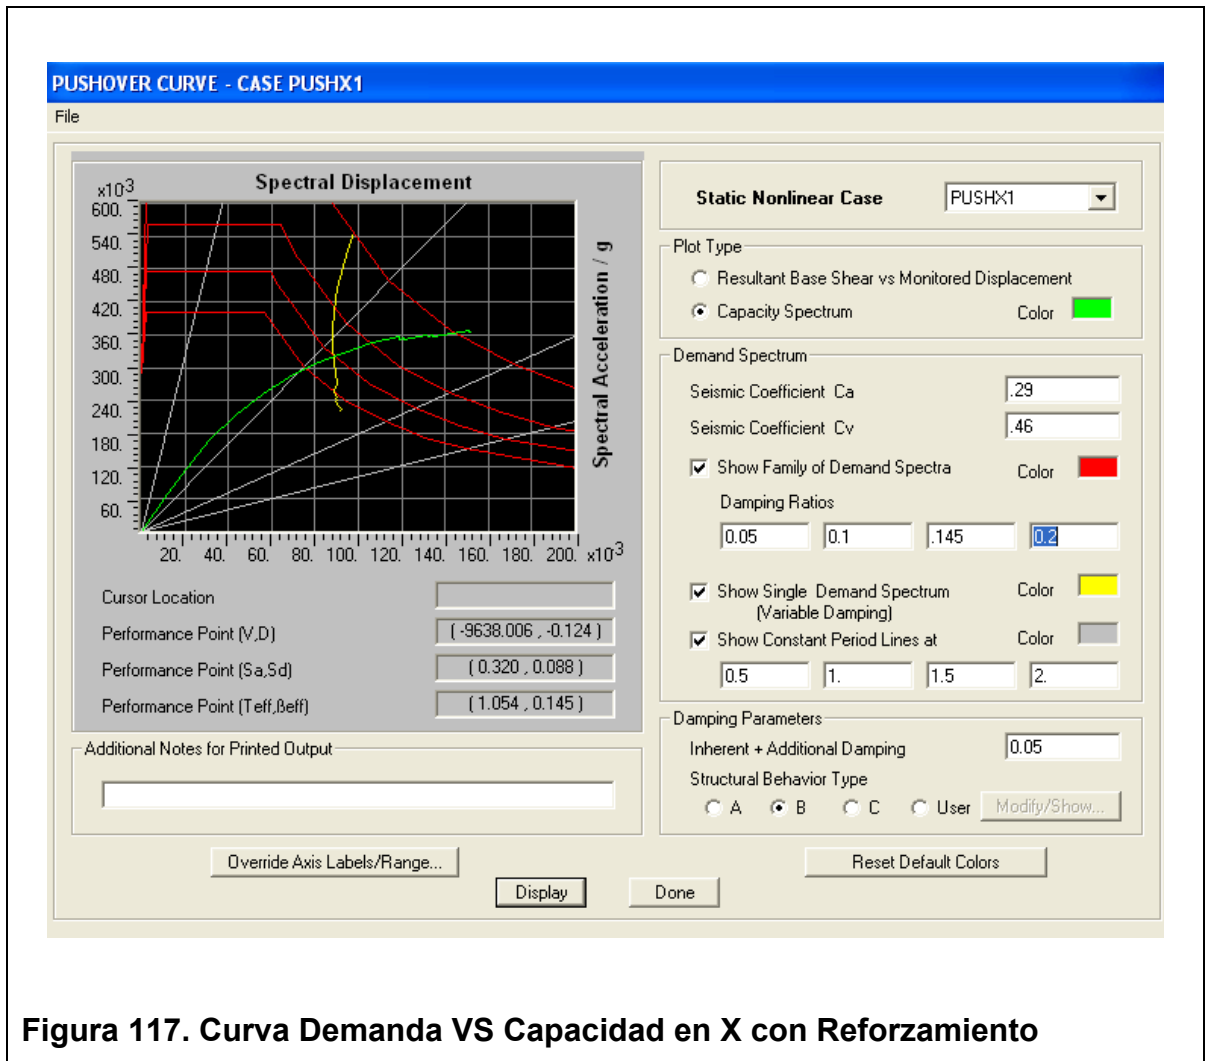 PUSHOVER CURVE - CASE PUSHX1
File
Spectral Displacement
x10-3
600.
540.
480.
420.
360.
300.
240.
180.
120.
60.
Spectral Acceleration / g
20. 40. 60. 80. 100. 120. 140. 160. 180. 200. x10-3
Cursor Location
Performance Point (V,D) (-9638.006 , -0.124 )
Performance Point (Sa,Sd) ( 0.320 , 0.088 )
Performance Point (Teff,ßeff) ( 1.054 , 0.145 )
Additional Notes for Printed Output
Override Axis Labels/Range...
Static Nonlinear Case PUSHX1
Plot Type
Resultant Base Shear vs Monitored Displacement
Capacity Spectrum Color
Demand Spectrum
Seismic Coefficient Ca .29
Seismic Coefficient Cv .46
Show Family of Demand Spectra Color
Damping Ratios
0.05 0.1 .145 0.2
Show Single Demand Spectrum Color
(Variable Damping)
Show Constant Period Lines at Color
0.5 1. 1.5 2.
Damping Parameters
Inherent + Additional Damping 0.05
Structural Behavior Type
A B C User Modify/Show...
Reset Default Colors
Display Done
Figura 117. Curva Demanda VS Capacidad en X con Reforzamiento